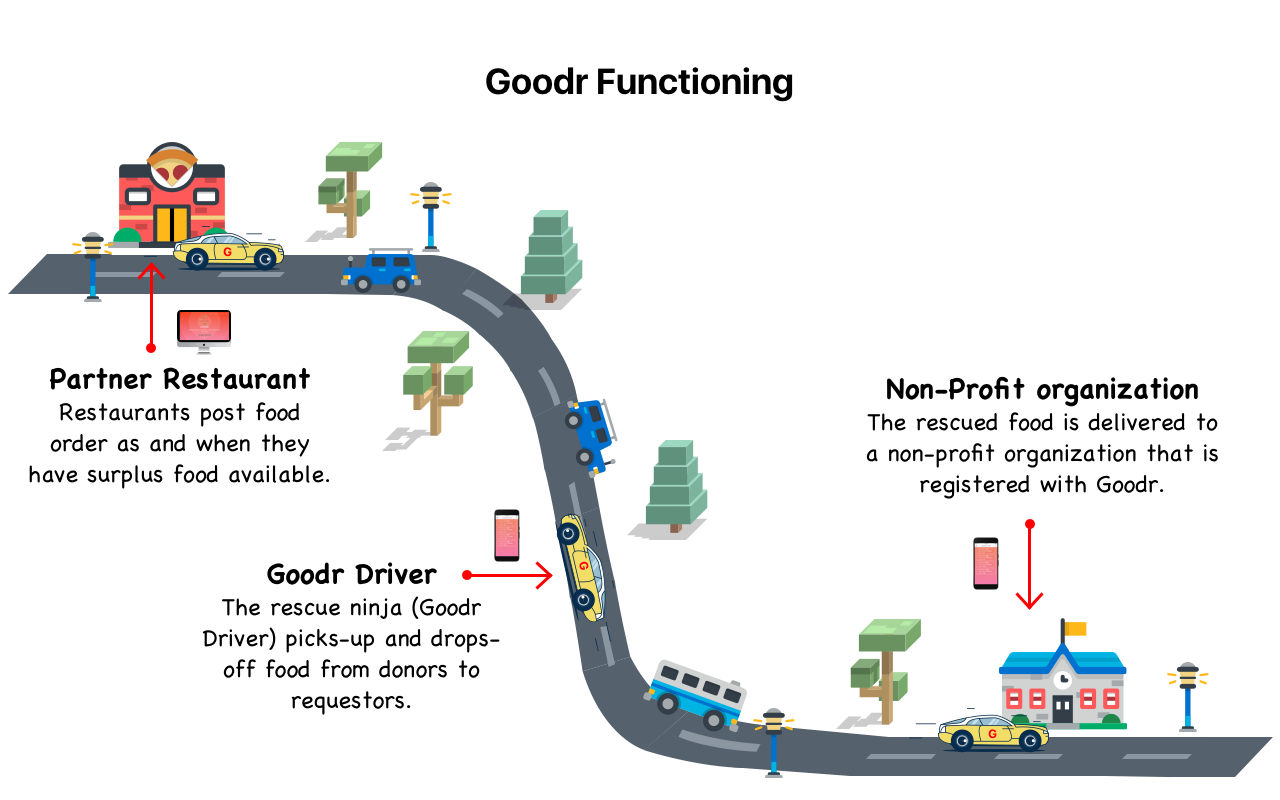 Goodr Functioning
G
Partner Restaurant
Restaurants post food
order as and when they
have surplus food available.
Non-Profit organization
The rescued food is delivered to
a non-profit organization that is
registered with Goodr.
G
Goodr Driver
The rescue ninja (Goodr
Driver) picks-up and drops-
off food from donors to
requestors.
G